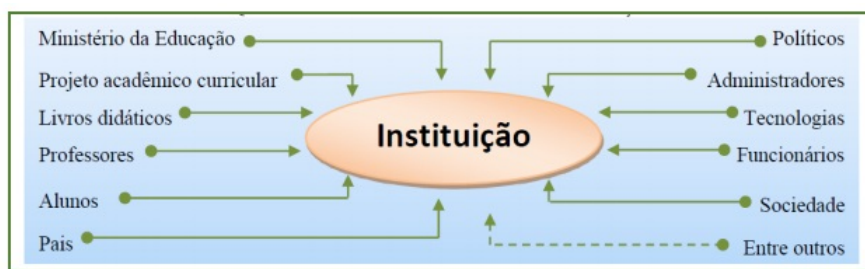 Ministério da Educação
Projeto acadêmico curricular
Livros didáticos
Professores
Alunos
Pais
Instituição
Políticos
Administradores
Tecnologias
Funcionários
Sociedade
Entre outros